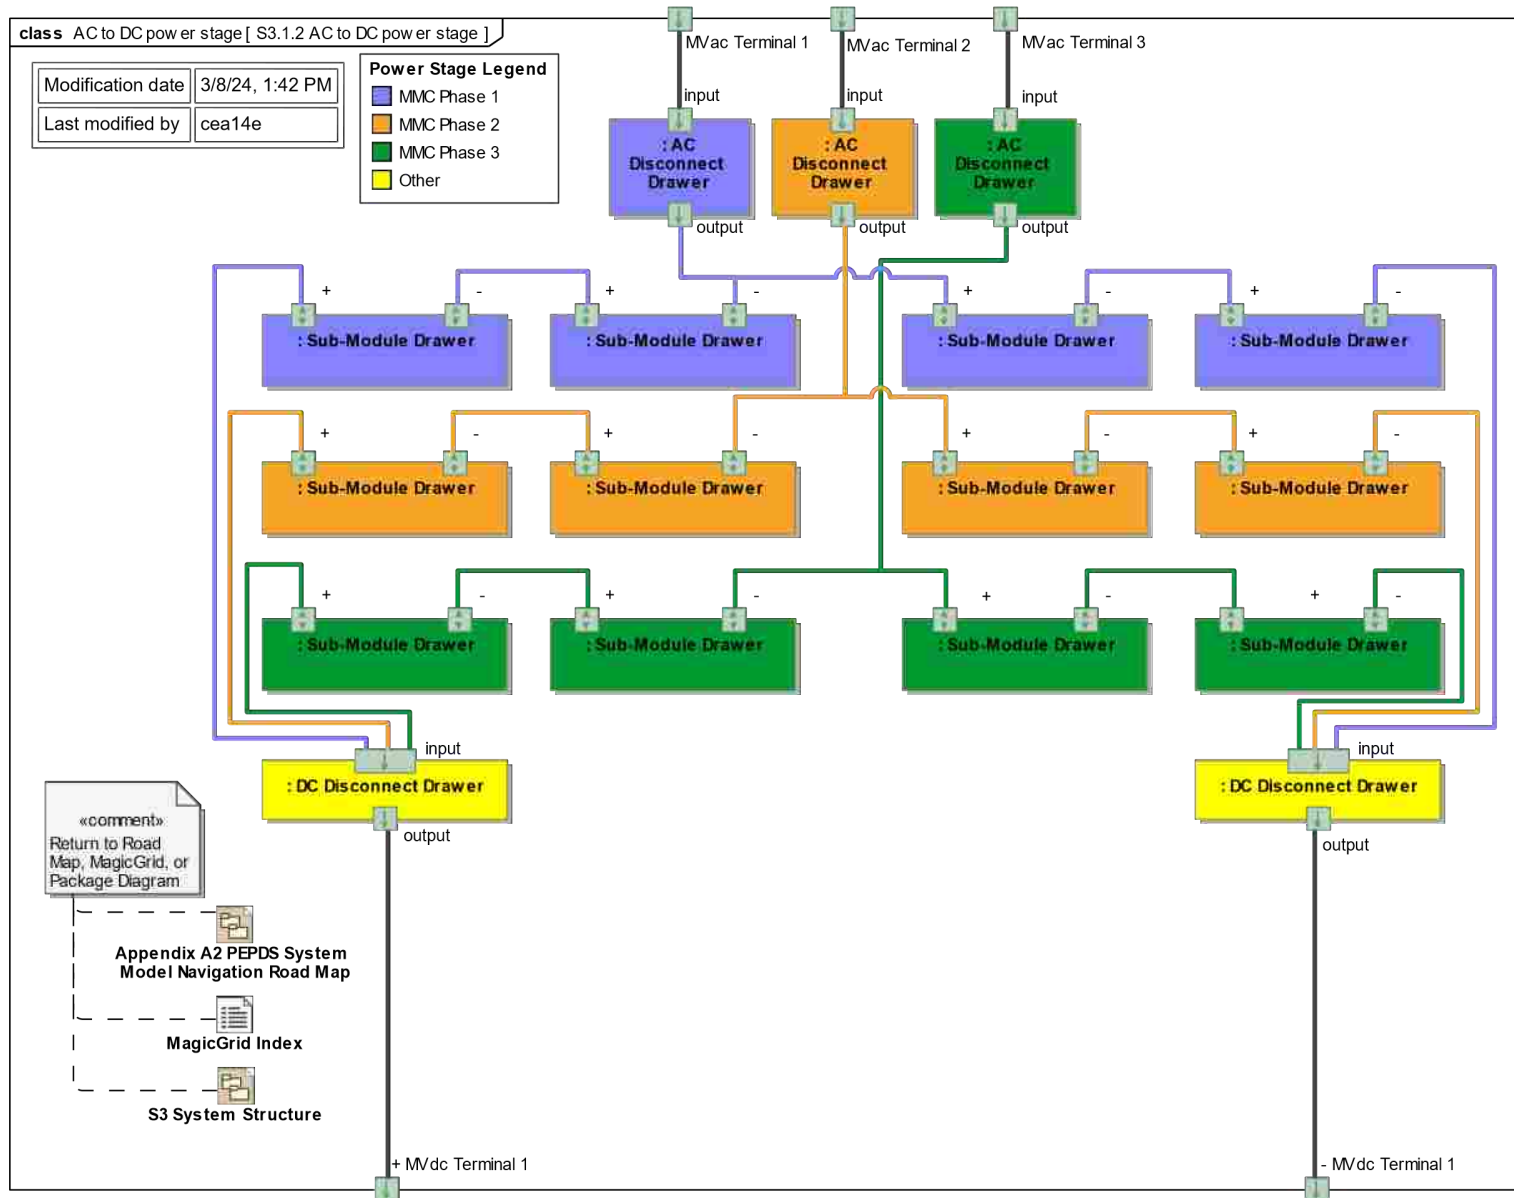 class AC to DC power stage [ S3.1.2 AC to DC power stage ]
Modification date 3/8/24, 1:42 PM
Last modified by cea14e
Power Stage Legend
MMC Phase 1
MMC Phase 2
MMC Phase 3
Other
MVac Terminal 1
MVac Terminal 2
MVac Terminal 3
input
input
input
: AC
Disconnect
Drawer
: AC
Disconnect
Drawer
: AC
Disconnect
Drawer
output
output
output
+ - + - + - + -
: Sub-Module Drawer
: Sub-Module Drawer
: Sub-Module Drawer
: Sub-Module Drawer
+ - + - + - + -
: Sub-Module Drawer
: Sub-Module Drawer
: Sub-Module Drawer
: Sub-Module Drawer
+ - + - + - + -
: Sub-Module Drawer
: Sub-Module Drawer
: Sub-Module Drawer
: Sub-Module Drawer
input
input
: DC Disconnect Drawer
: DC Disconnect Drawer
output
output
«comment»
Return to Road
Map, MagicGrid, or
Package Diagram
Appendix A2 PEPDS System
Model Navigation Road Map
MagicGrid Index
S3 System Structure
+ MVdc Terminal 1
- MVdc Terminal 1